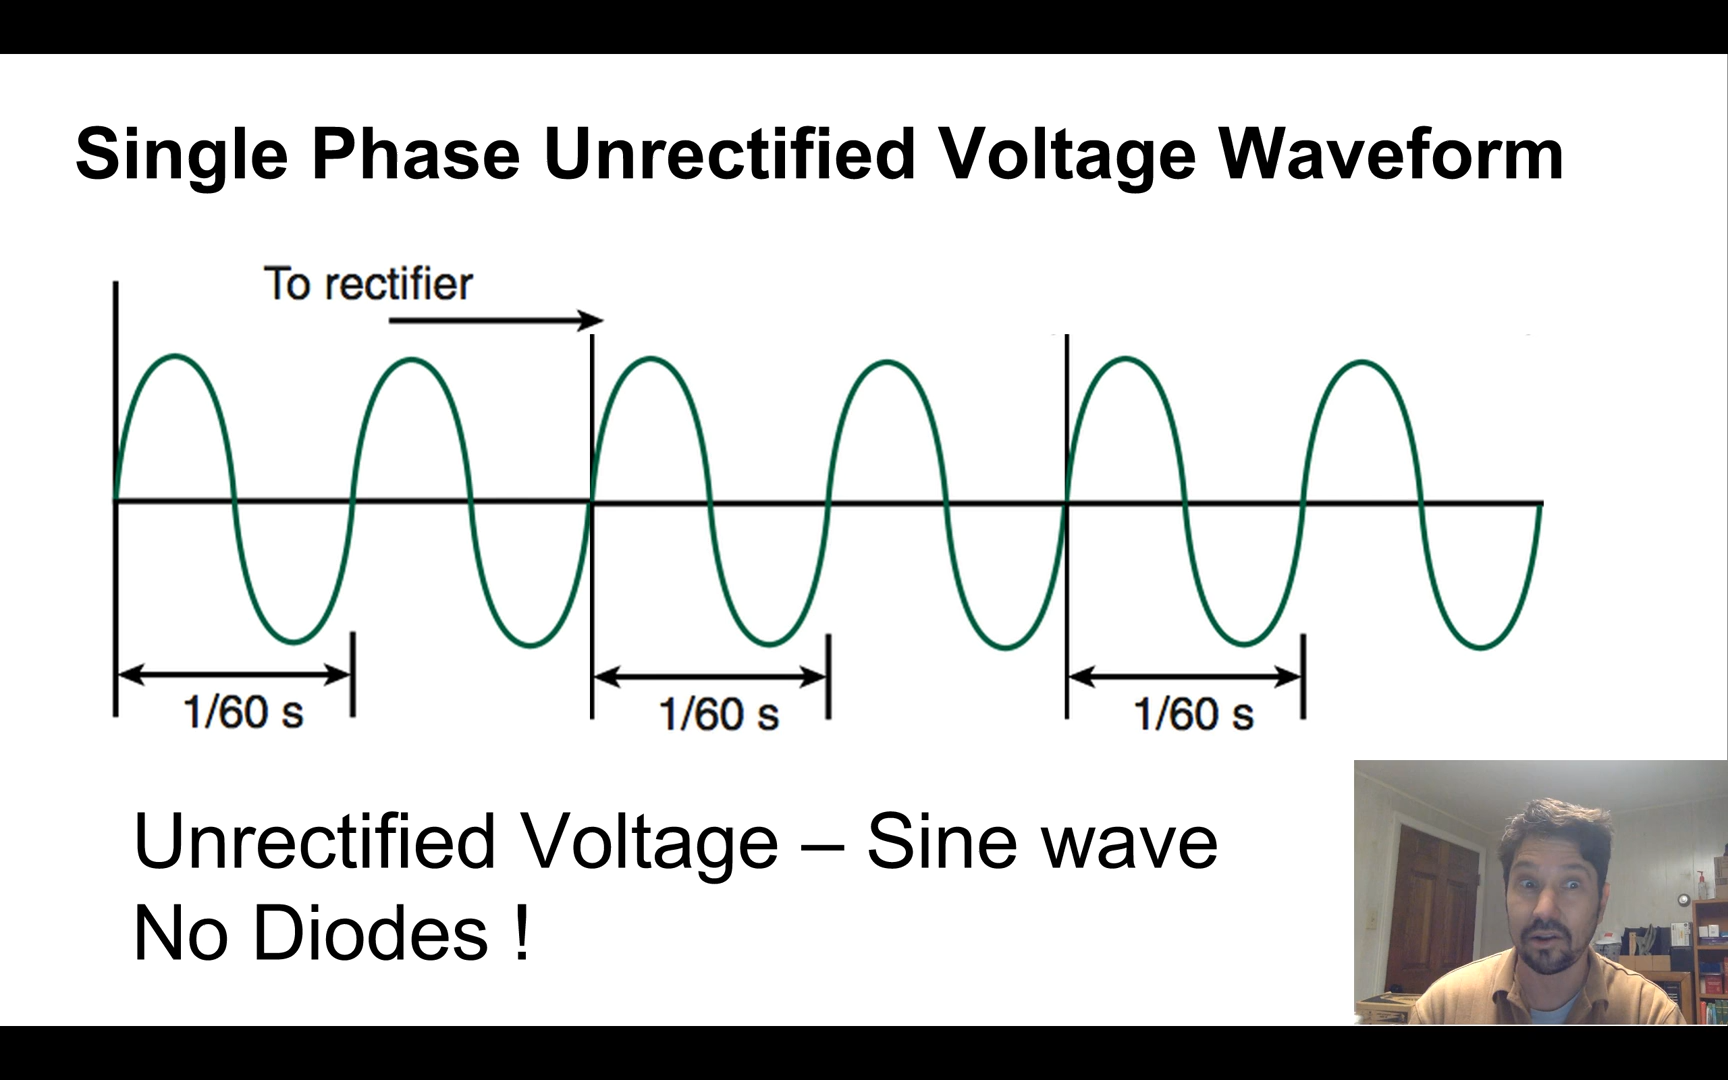 Single Phase Unrectified Voltage Waveform
To rectifier
1/60 s
1/60 s
1/60 s
Unrectified Voltage – Sine wave
No Diodes !